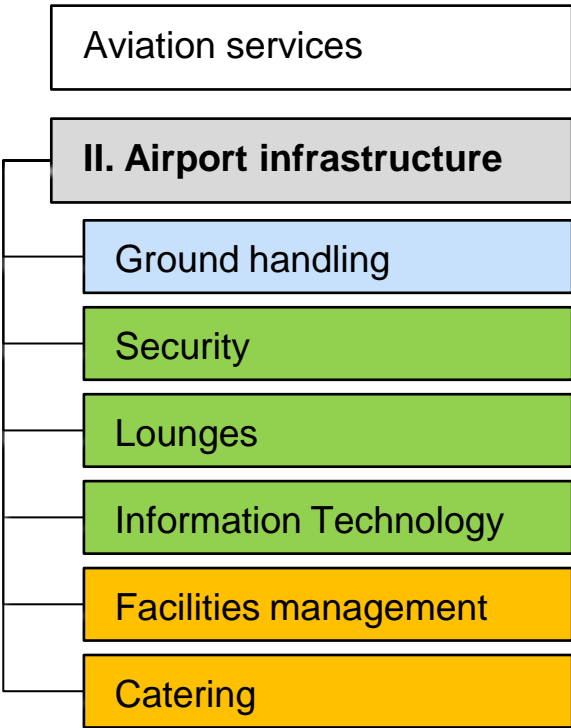 Aviation services
II. Airport infrastructure
Ground handling
Security
Lounges
Information Technology
Facilities management
Catering